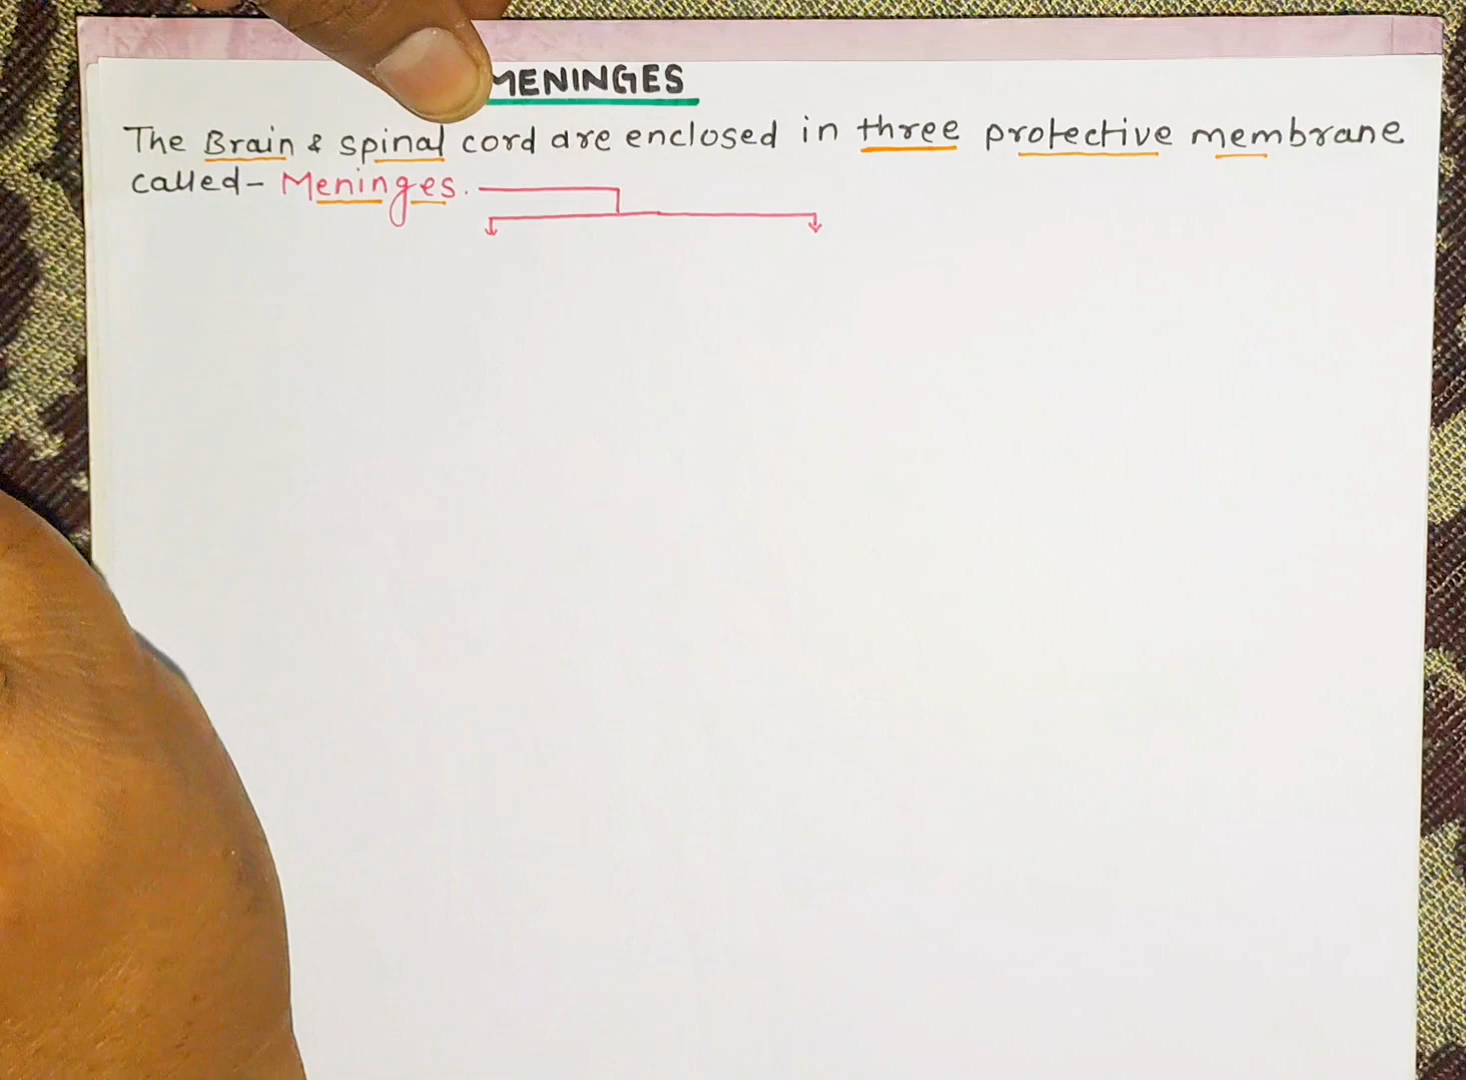 MENINGES
The Brain & spinal cord are enclosed in three protective membrane
called- Meninges.